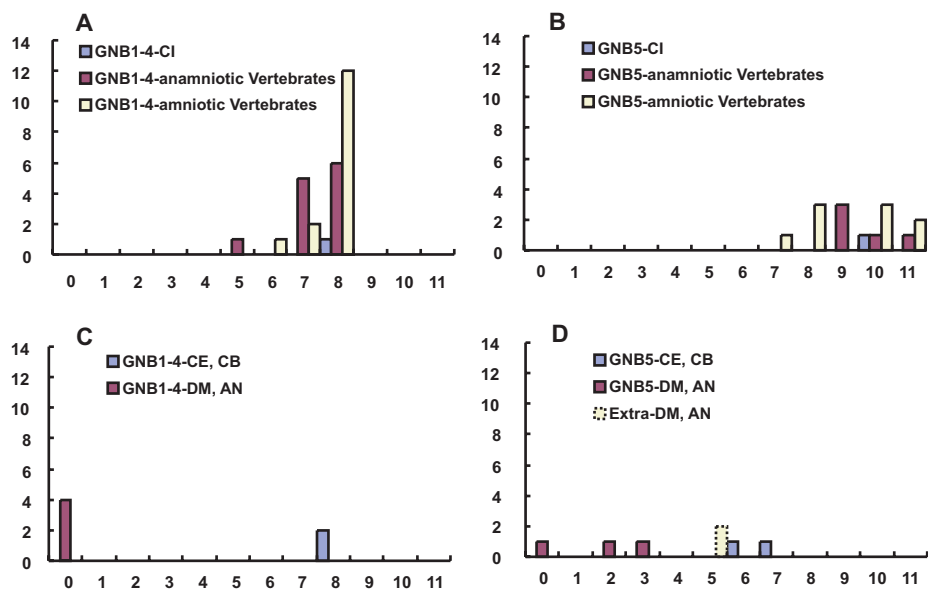 A
14
12
10
8
6
4
2
0
GNB1-4-CI
GNB1-4-anamniotic Vertebrates
GNB1-4-amniotic Vertebrates
0 1 2 3 4 5 6 7 8 9 10 11
B
14
12
10
8
6
4
2
0
GNB5-CI
GNB5-anamniotic Vertebrates
GNB5-amniotic Vertebrates
0 1 2 3 4 5 6 7 8 9 10 11
C
14
12
10
8
6
4
2
0
GNB1-4-CE, CB
GNB1-4-DM, AN
0 1 2 3 4 5 6 7 8 9 10 11
D
14
12
10
8
6
4
2
0
GNB5-CE, CB
GNB5-DM, AN
Extra-DM, AN
0 1 2 3 4 5 6 7 8 9 10 11